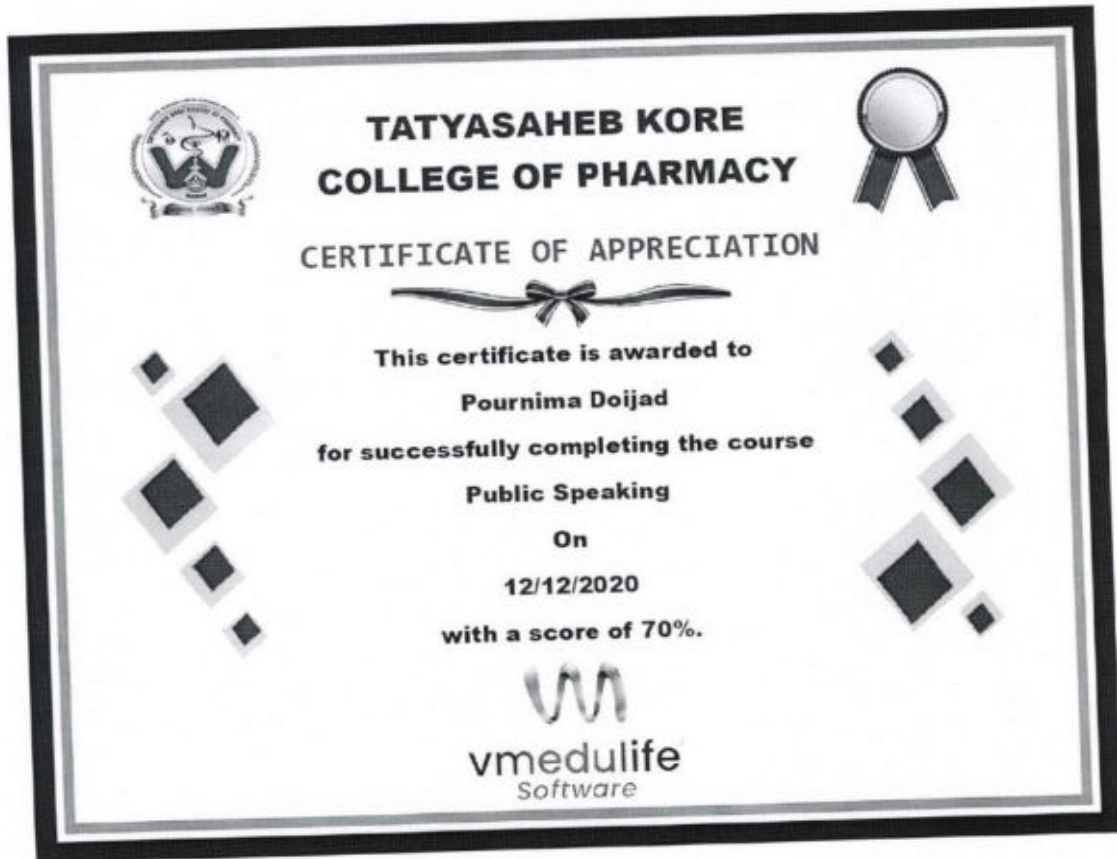 TATYASAHEB KORE
COLLEGE OF PHARMACY
CERTIFICATE OF APPRECIATION
This certificate is awarded to
Pournima Doijad
for successfully completing the course
Public Speaking
On
12/12/2020
with a score of 70%.
vmedulife
Software